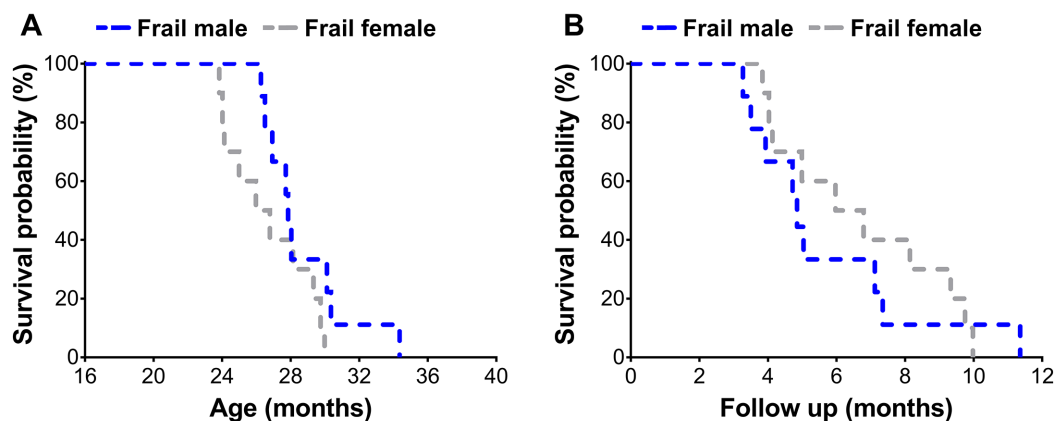 A
Frail male Frail female
Survival probability (%)
100
80
60
40
20
0
16 20 24 28 32 36 40
Age (months)
B
Frail male Frail female
Survival probability (%)
100
80
60
40
20
0
0 2 4 6 8 10 12
Follow up (months)